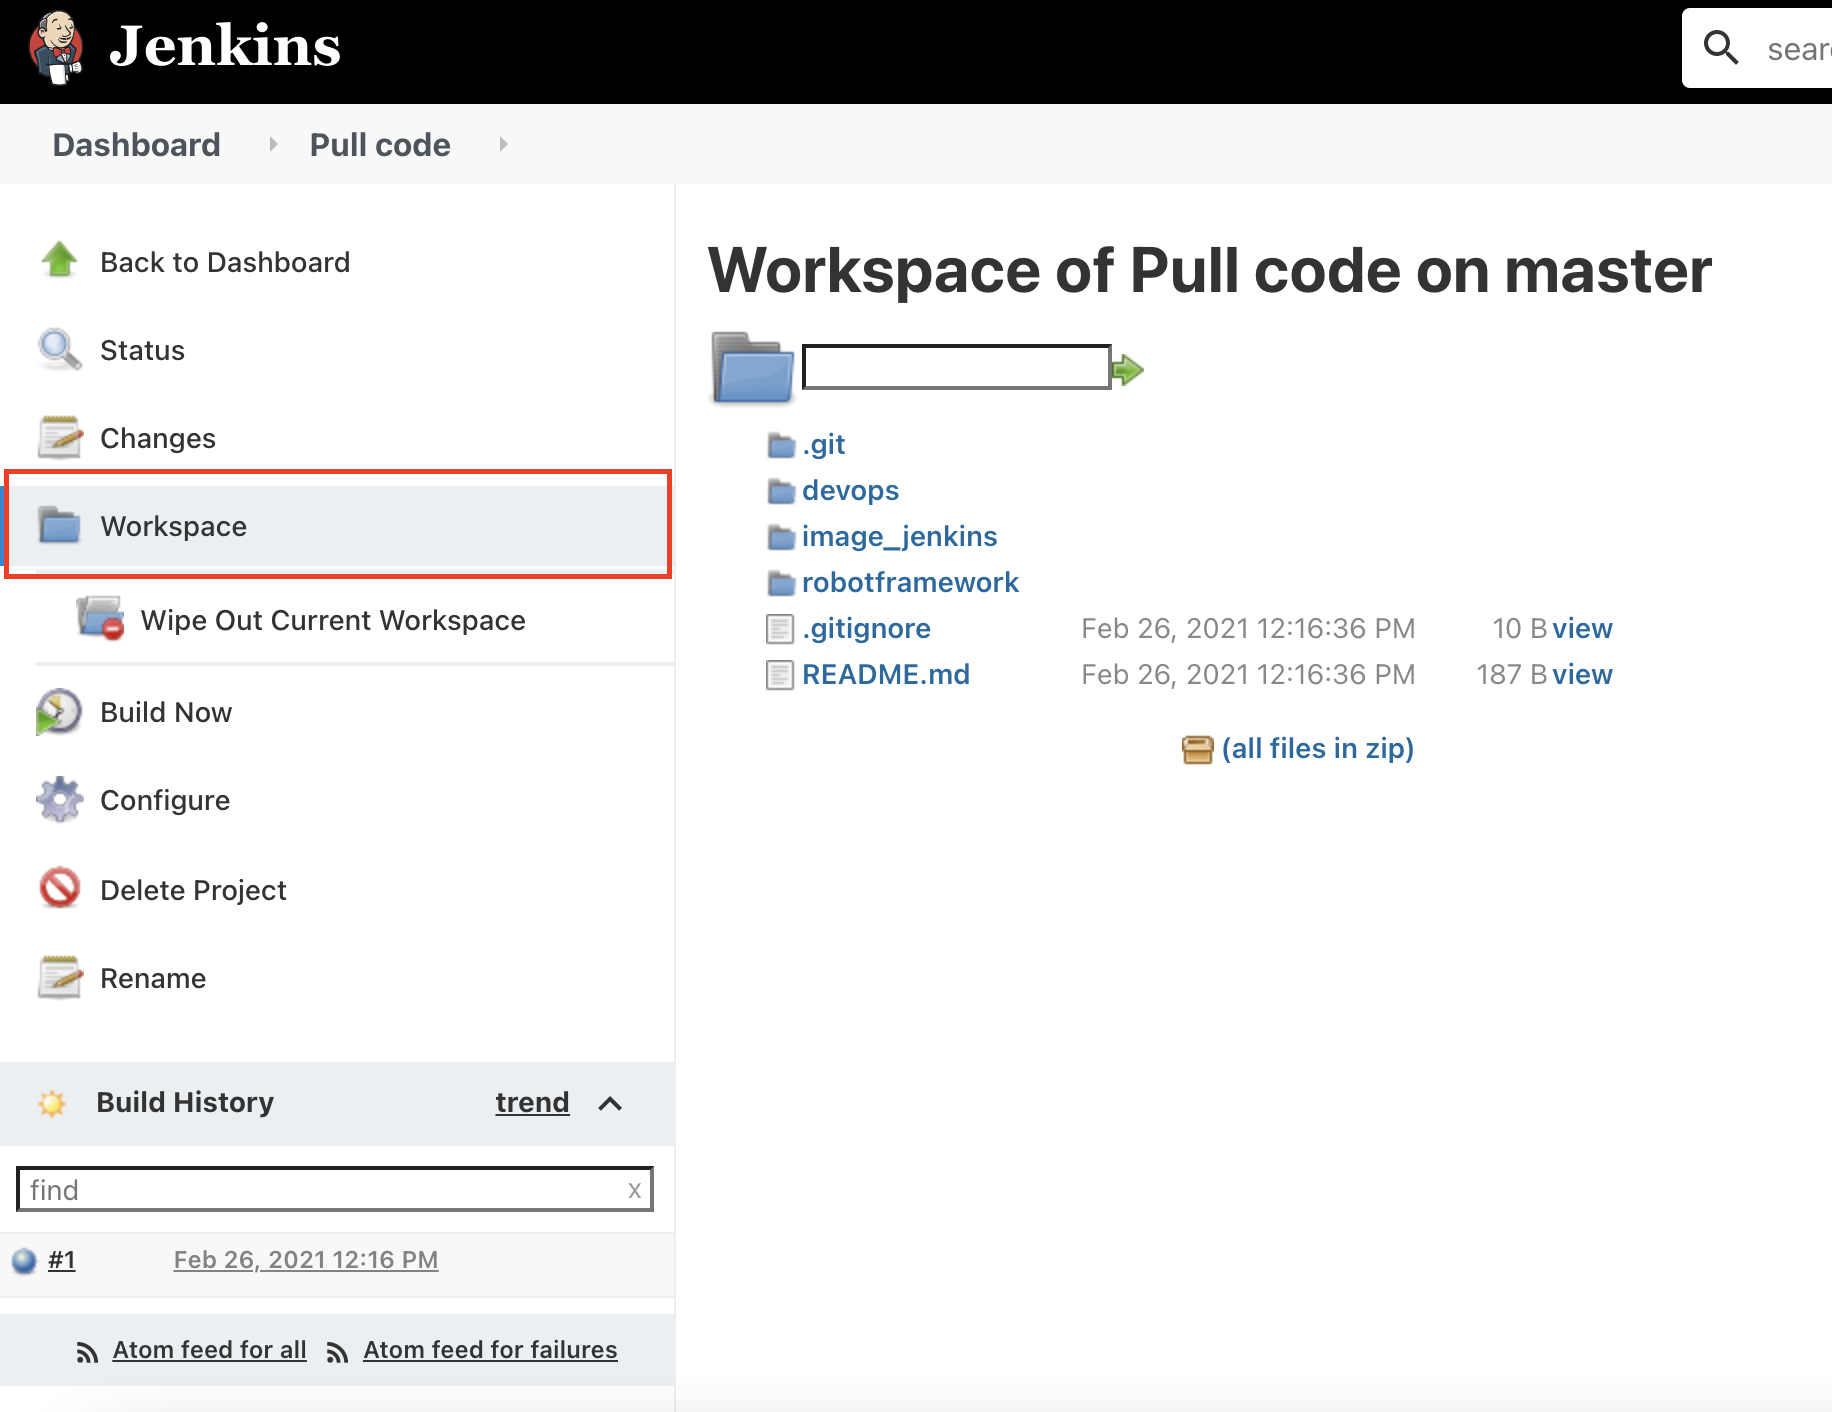 Jenkins
Dashboard Pull code
Back to Dashboard
Status
Changes
Workspace
Wipe Out Current Workspace
Build Now
Configure
Delete Project
Rename
Build History trend
find x
#1 Feb 26, 2021 12:16 PM
Atom feed for all Atom feed for failures
Workspace of Pull code on master
.git
devops
image_jenkins
robotframework
.gitignore Feb 26, 2021 12:16:36 PM 10 B view
README.md Feb 26, 2021 12:16:36 PM 187 B view
(all files in zip)